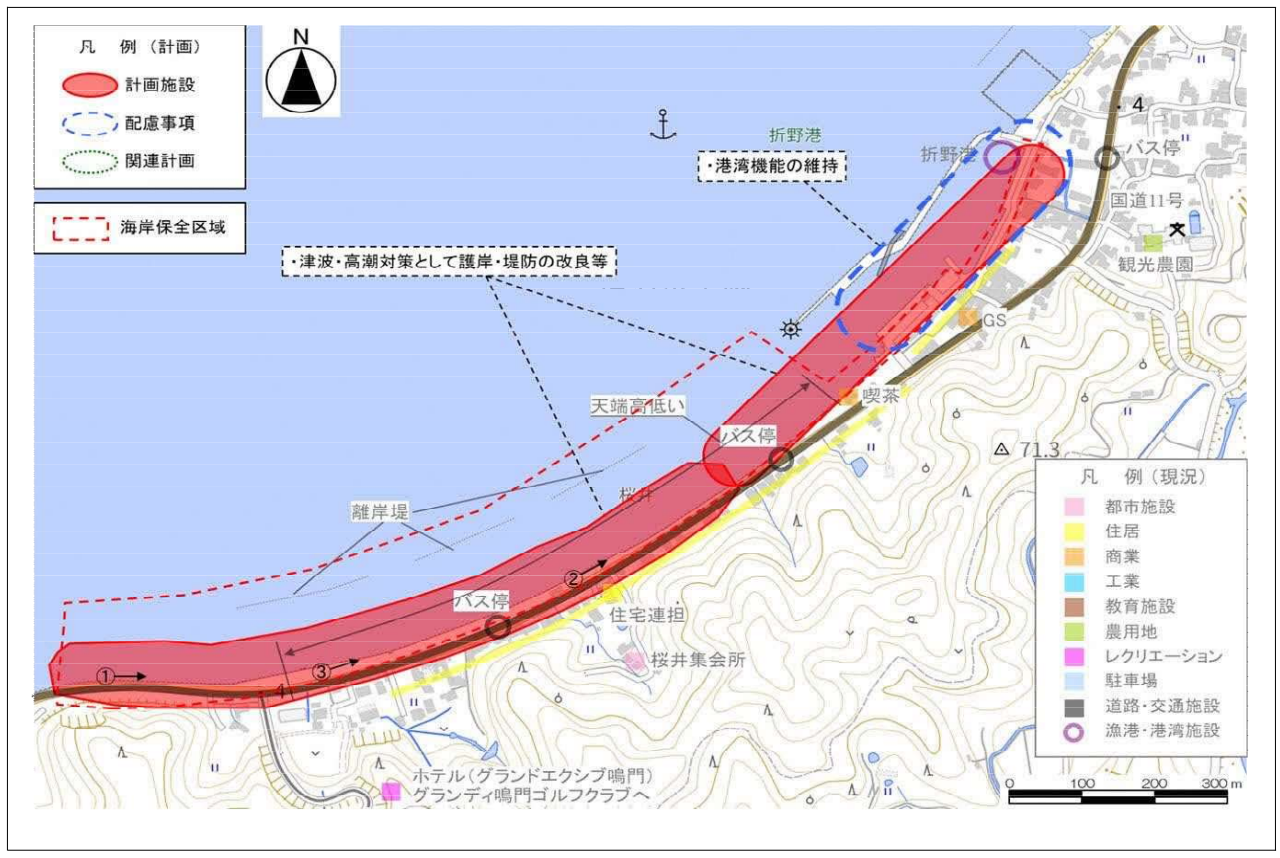 凡 例（計画）
計画施設
配慮事項
関連計画
海岸保全区域
N
折野港
・港湾機能の維持
折野港
4
バス停
国道11号
観光農園
・津波・高潮対策として護岸・堤防の改良等
GS
喫茶
天端高低い
バス停
71.3
桜井
離岸堤
②
バス停
住宅連担
①
③
4
桜井集会所
ホテル（グランドエクシブ鳴門）
グランディ鳴門ゴルフクラブへ
凡 例（現況）
都市施設
住居
商業
工業
教育施設
農用地
レクリエーション
駐車場
道路・交通施設
漁港・港湾施設
0 100 200 300 m